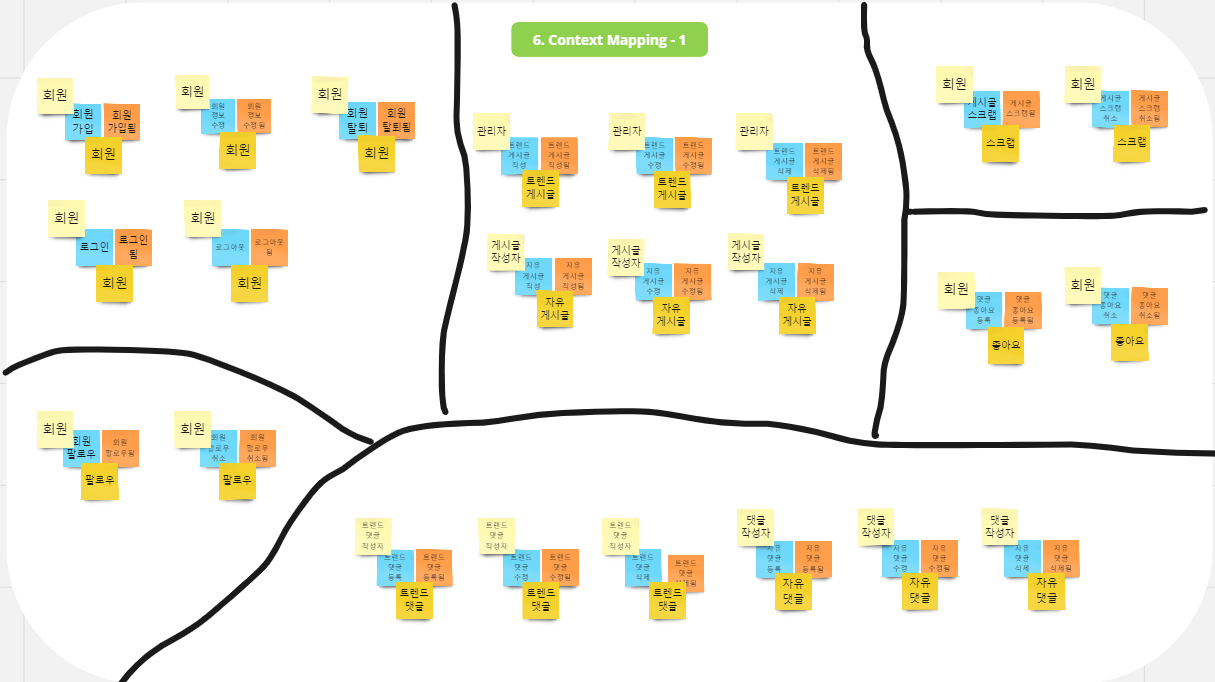 6. Context Mapping - 1
회원
회원
가입
회원
가입됨
회원
회원
회원
정보
수정
회원
정보
수정됨
회원
회원
회원
탈퇴
회원
탈퇴됨
회원
회원
로그인
로그인
됨
회원
회원
로그아웃
로그아웃
됨
회원
관리자
트렌드
게시글
작성
트렌드
게시글
작성됨
트렌드
게시글
관리자
트렌드
게시글
수정
트렌드
게시글
수정됨
트렌드
게시글
관리자
트렌드
게시글
삭제
트렌드
게시글
삭제됨
트렌드
게시글
게시글
작성자
자유
게시글
작성
자유
게시글
작성됨
자유
게시글
게시글
작성자
자유
게시글
수정
자유
게시글
수정됨
자유
게시글
게시글
작성자
자유
게시글
삭제
자유
게시글
삭제됨
자유
게시글
회원
게시글
스크랩
게시글
스크랩됨
스크랩
회원
게시글
스크랩
취소
게시글
스크랩
취소됨
스크랩
회원
댓글
좋아요
등록
댓글
좋아요
등록됨
좋아요
회원
댓글
좋아요
취소
댓글
좋아요
취소됨
좋아요
회원
회원
팔로우
회원
팔로우됨
팔로우
회원
회원
팔로우
취소
회원
팔로우
취소됨
팔로우
트렌드
댓글
작성자
트렌드
댓글
등록
트렌드
댓글
등록됨
트렌드
댓글
트렌드
댓글
작성자
트렌드
댓글
수정
트렌드
댓글
수정됨
트렌드
댓글
트렌드
댓글
작성자
트렌드
댓글
삭제
트렌드
댓글
삭제됨
트렌드
댓글
댓글
작성자
자유
댓글
등록
자유
댓글
등록됨
자유
댓글
댓글
작성자
자유
댓글
수정
자유
댓글
수정됨
자유
댓글
댓글
작성자
자유
댓글
삭제
자유
댓글
삭제됨
자유
댓글